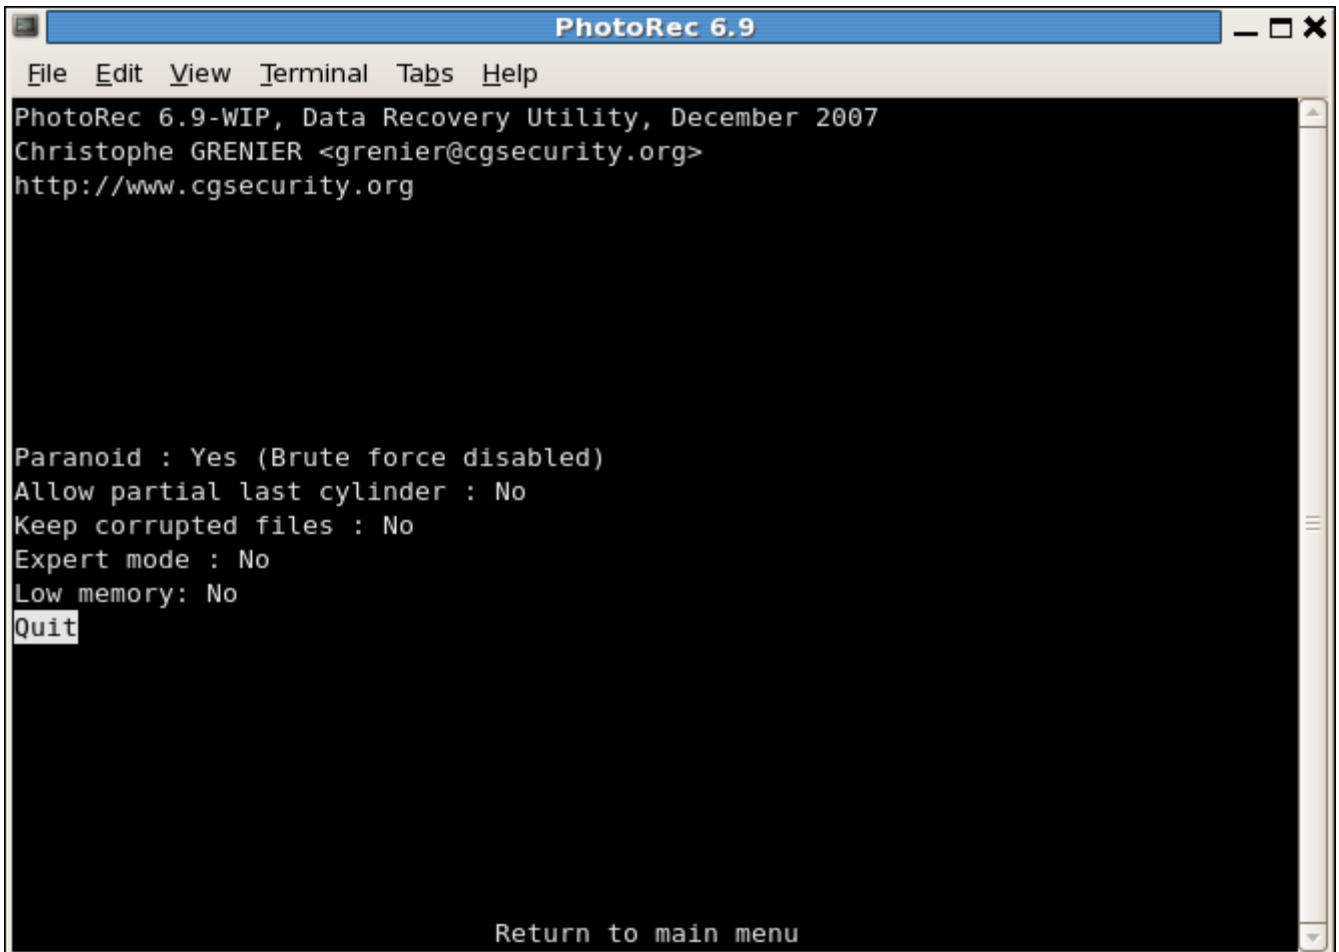 PhotoRec 6.9
File Edit View Terminal Tabs Help
PhotoRec 6.9-WIP, Data Recovery Utility, December 2007
Christophe GRENIER <grenier@cgsecurity.org>
http://www.cgsecurity.org
Paranoid : Yes (Brute force disabled)
Allow partial last cylinder : No
Keep corrupted files : No
Expert mode : No
Low memory: No
Quit
Return to main menu